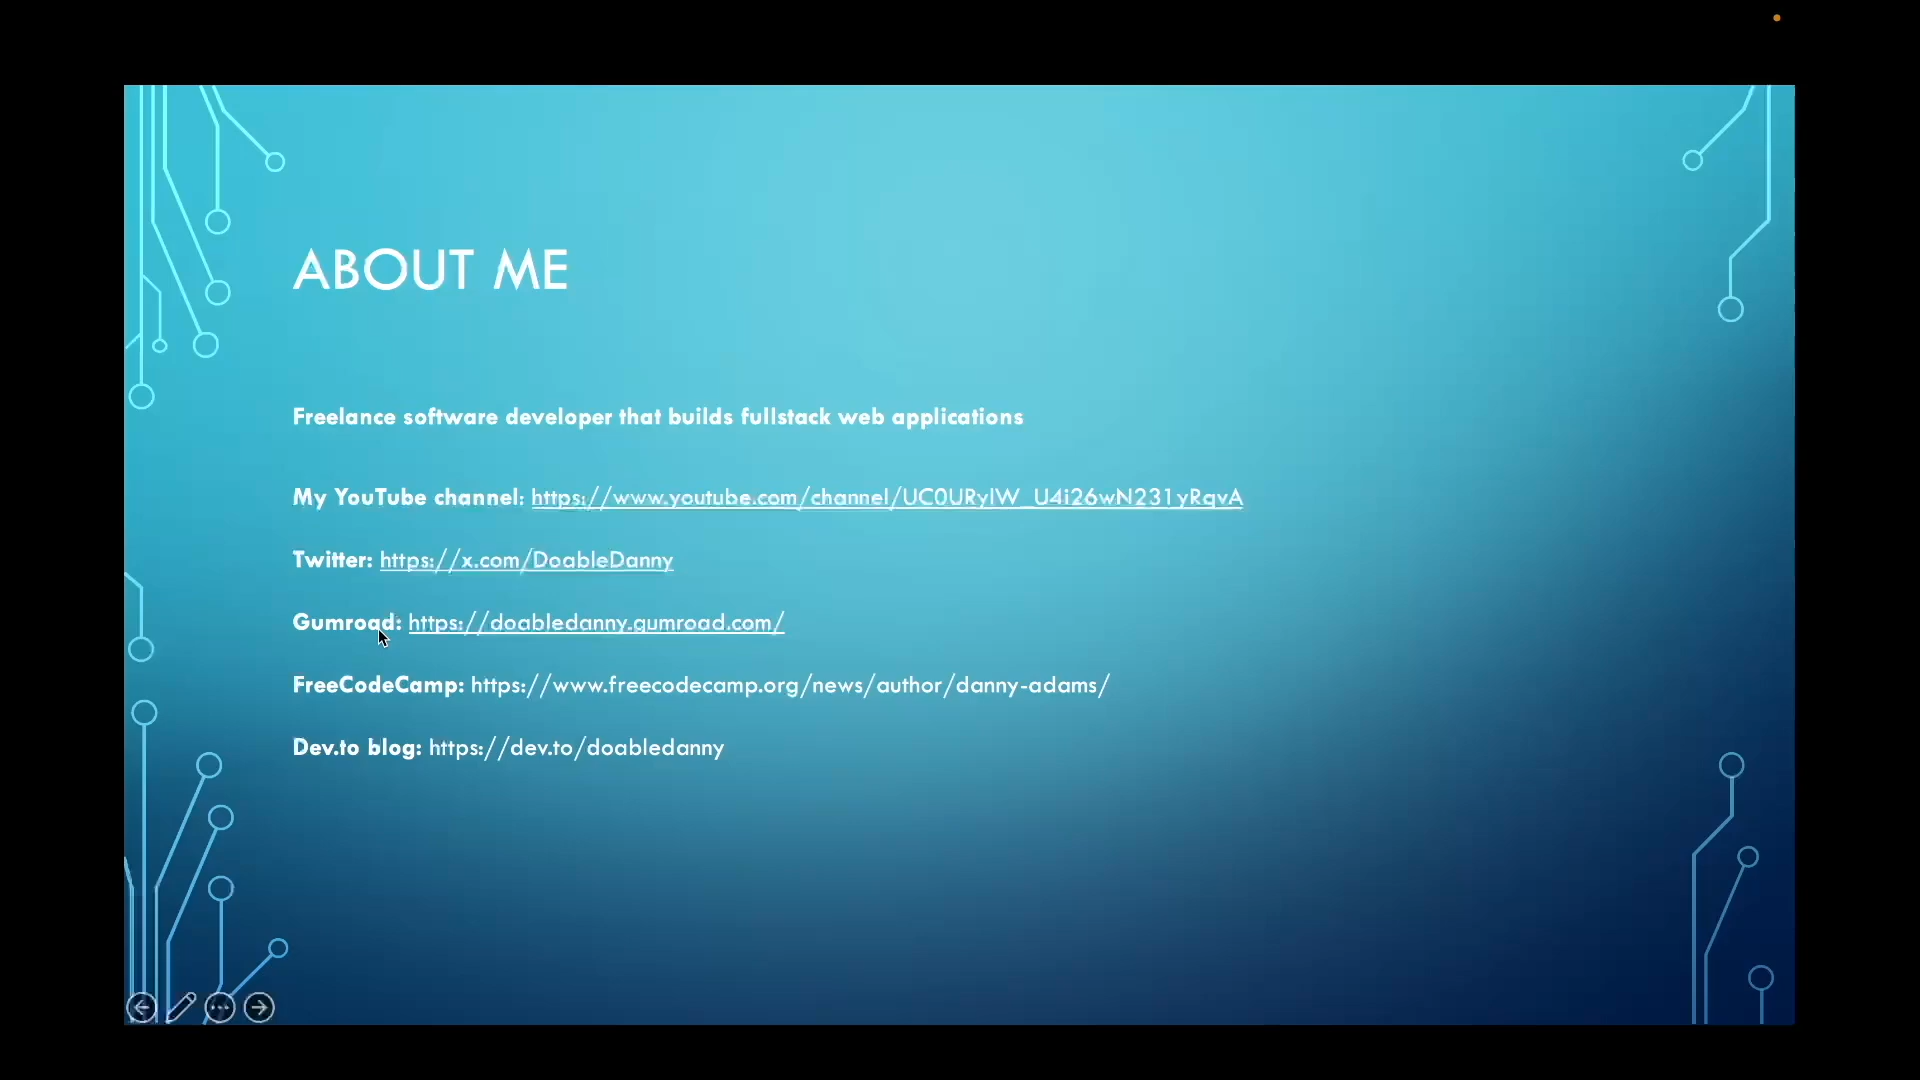 ABOUT ME
Freelance software developer that builds fullstack web applications
My YouTube channel: https://www.youtube.com/channel/UC0URylW_U4i26wN231yRqvA
Twitter: https://x.com/DoableDanny
Gumroad: https://doabledanny.gumroad.com/
FreeCodeCamp: https://www.freecodecamp.org/news/author/danny-adams/
Dev.to blog: https://dev.to/doabledanny